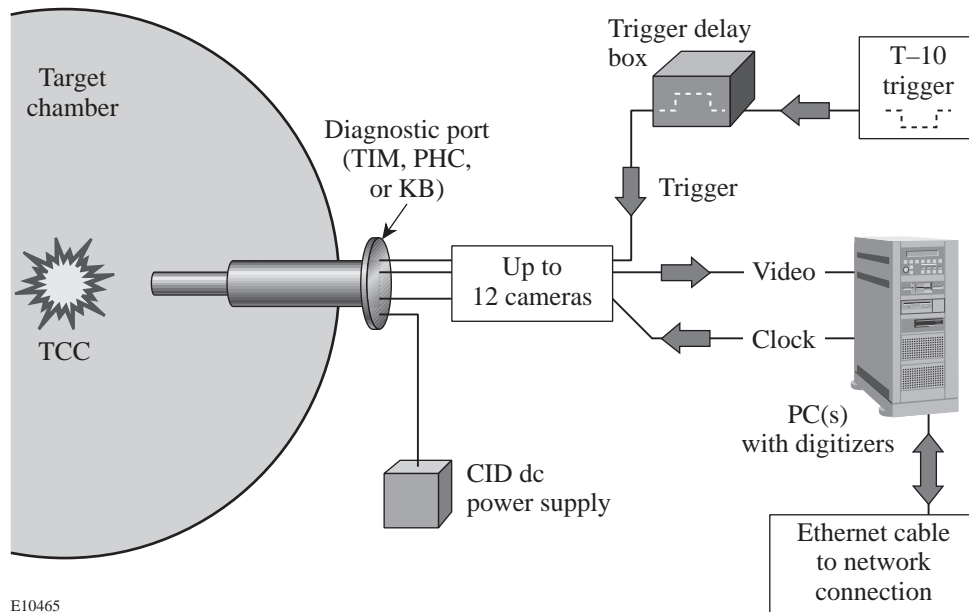 Target
chamber
TCC
Diagnostic port
(TIM, PHC,
or KB)
Trigger delay
box
T–10
trigger
Trigger
Up to
12 cameras
Video
Clock
PC(s)
with digitizers
CID dc
power supply
Ethernet cable
to network
connection
E10465